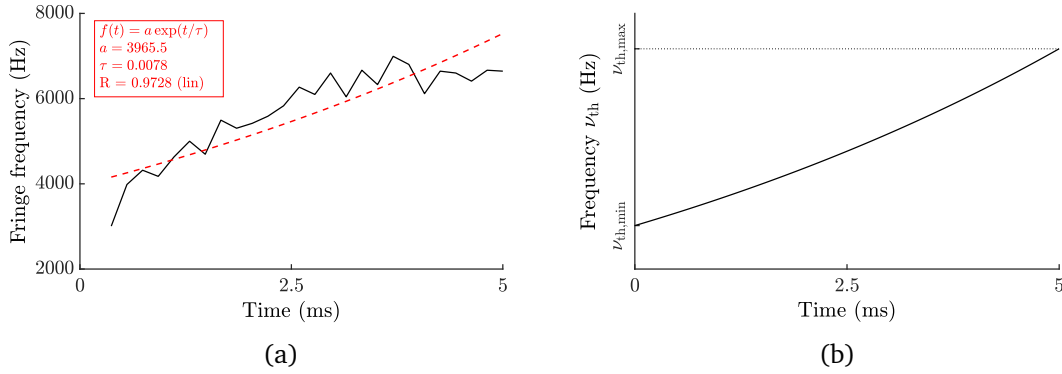 8000
6000
4000
2000
Fringe frequency (Hz)
f(t) = a exp(t/τ)
a = 3965.5
τ = 0.0078
R = 0.9728 (lin)
0
2.5
5
Time (ms)
(a)
Frequency ν_th (Hz)
ν_th,max
ν_th,min
0
2.5
5
Time (ms)
(b)